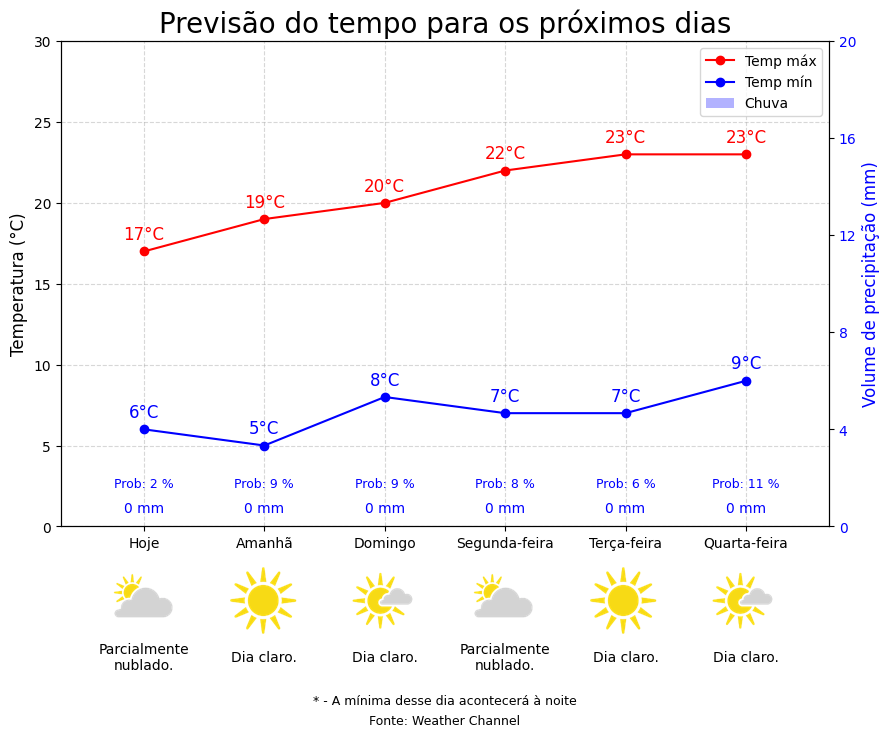 Previsão do tempo para os próximos dias
Temperatura (°C)
Volume de precipitação (mm)
30
25
20
15
10
5
0
20
16
12
8
4
0
Temp máx
Temp mín
Chuva
17°C
19°C
20°C
22°C
23°C
23°C
6°C
5°C
8°C
7°C
7°C
9°C
Prob: 2 %
Prob: 9 %
Prob: 9 %
Prob: 8 %
Prob: 6 %
Prob: 11 %
0 mm
0 mm
0 mm
0 mm
0 mm
0 mm
Hoje
Amanhã
Domingo
Segunda-feira
Terça-feira
Quarta-feira
Parcialmente
nublado.
Dia claro.
Dia claro.
Parcialmente
nublado.
Dia claro.
Dia claro.
* - A mínima desse dia acontecerá à noite
Fonte: Weather Channel